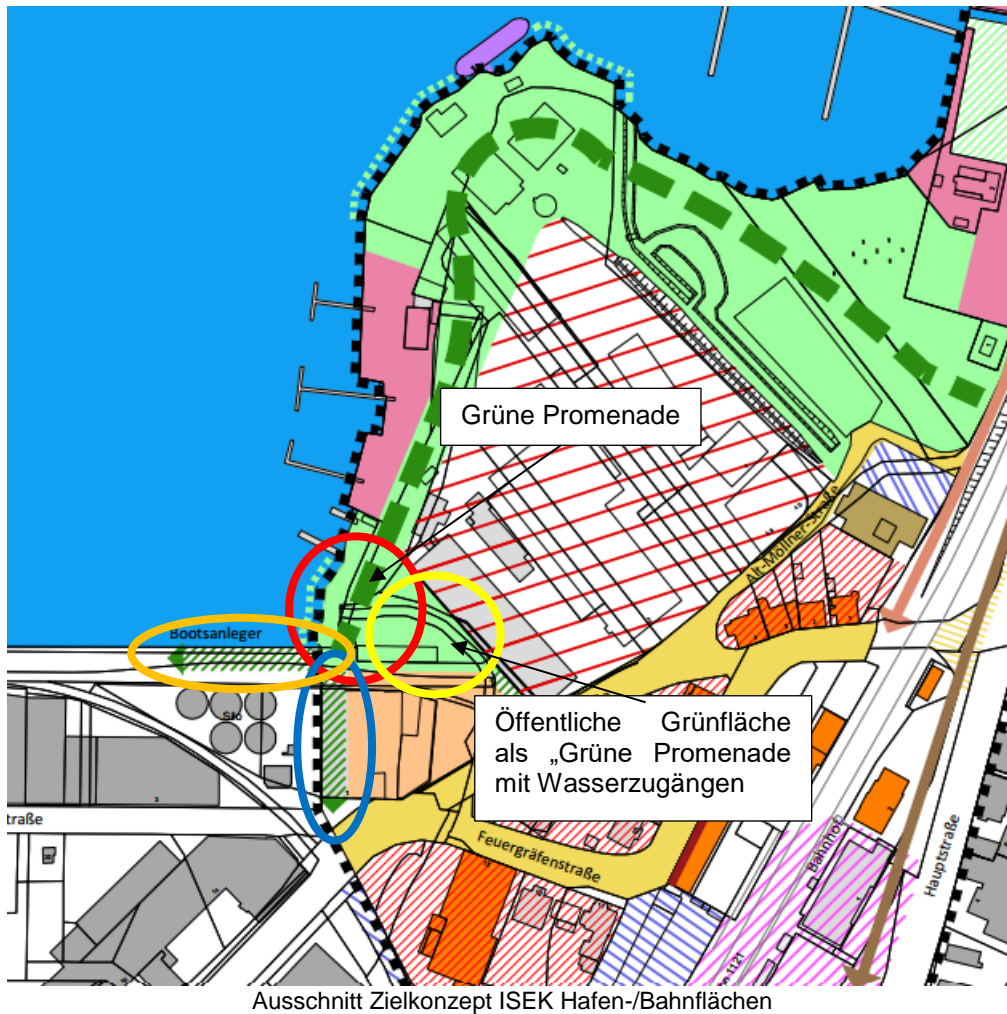 Grüne Promenade
Alt-Möllner-Straße
Bootsanleger
Öffentliche Grünfläche
als „Grüne Promenade
mit Wasserzugängen
Silo
straße
Feuergräfenstraße
Bahnhof
Hauptstraße
Ausschnitt Zielkonzept ISEK Hafen-/Bahnflächen